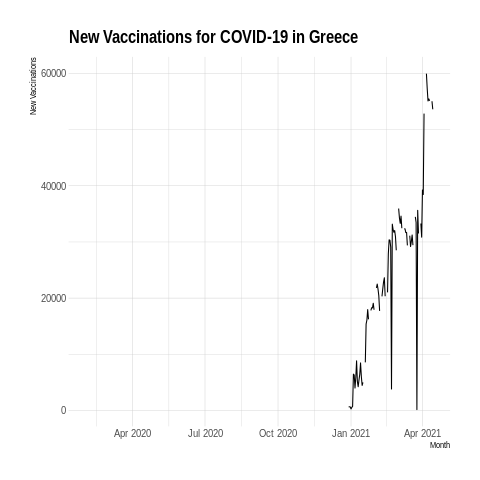 New Vaccinations for COVID-19 in Greece
New Vaccinations
60000
40000
20000
0
Apr 2020 Jul 2020 Oct 2020 Jan 2021 Apr 2021
Month